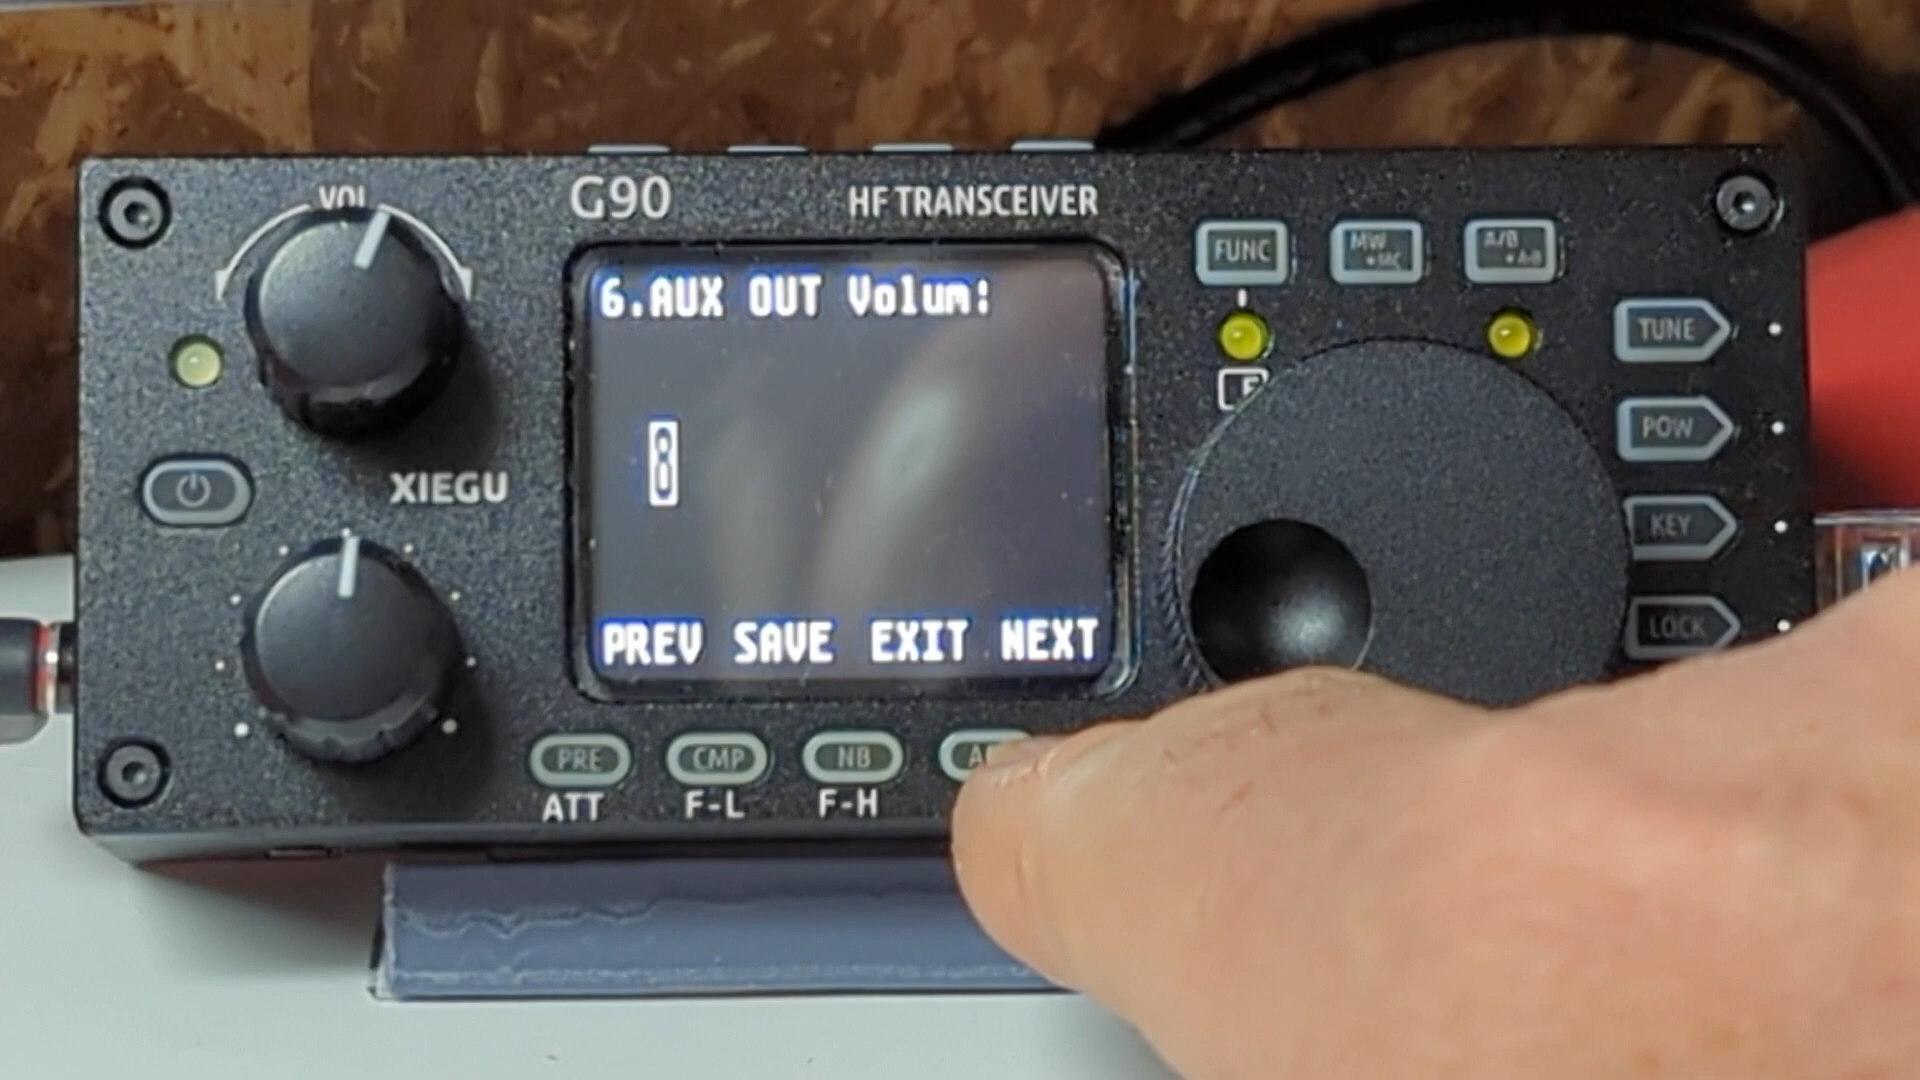 VOL
G90
HF TRANSCEIVER
FUNC
MW
A/B
6.AUX OUT Volum:
TUNE
POW
8
XIEGU
KEY
LOCK
PREV SAVE EXIT NEXT
PRE
CMP
NB
ATT
F-L
F-H